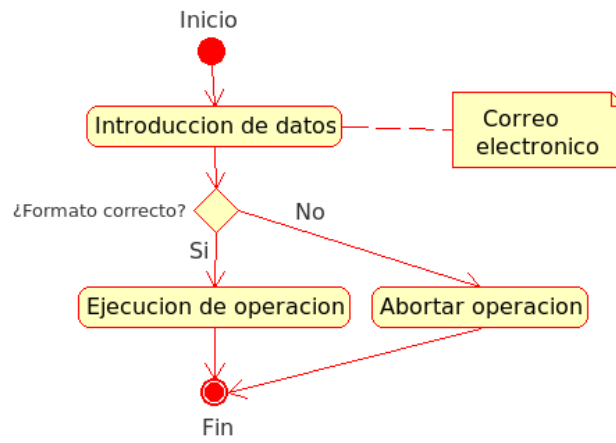 Inicio
Introduccion de datos
Correo
electronico
¿Formato correcto?
No
Si
Ejecucion de operacion
Abortar operacion
Fin